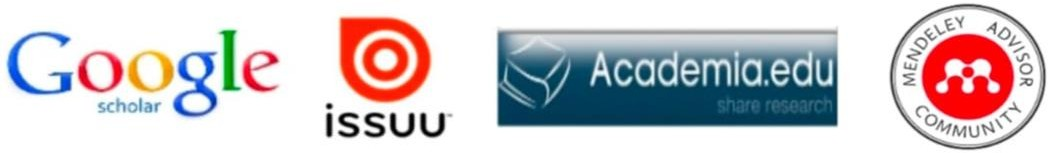 Google
scholar
issuu
Academia.edu
share research
MENDELEY ADVISOR
COMMUNITY